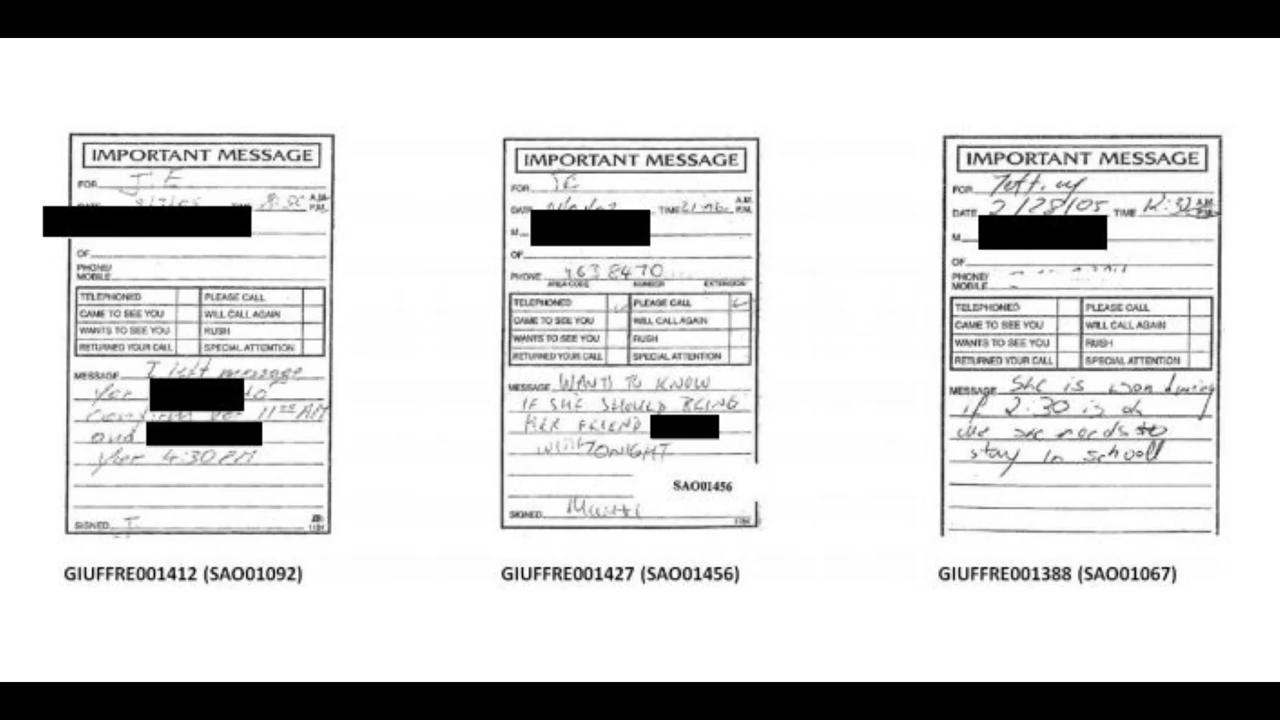 IMPORTANT MESSAGE
FOR J.E.
DATE TIME A.M.
P.M.
OF
PHONE/
MOBILE
TELEPHONED PLEASE CALL
CAME TO SEE YOU WILL CALL AGAIN
WANTS TO SEE YOU RUSH
RETURNED YOUR CALL SPECIAL ATTENTION
MESSAGE I left message
for to
confirm for 11 AM
and
for 4:30 PM
SIGNED
GIUFFRE001412 (SAO01092)
IMPORTANT MESSAGE
FOR JE
DATE TIME A.M.
P.M.
M
OF
PHONE 4638470
AREA CODE NUMBER EXTENSION
TELEPHONED PLEASE CALL
CAME TO SEE YOU WILL CALL AGAIN
WANTS TO SEE YOU RUSH
RETURNED YOUR CALL SPECIAL ATTENTION
MESSAGE WANTS TO KNOW
IF SHE SHOULD BRING
HER FRIEND
WITH TONIGHT
SAO01456
SIGNED
GIUFFRE001427 (SAO01456)
IMPORTANT MESSAGE
FOR
DATE 2/28/05 TIME A.M.
P.M.
M
OF
PHONE/
MOBILE
TELEPHONED PLEASE CALL
CAME TO SEE YOU WILL CALL AGAIN
WANTS TO SEE YOU RUSH
RETURNED YOUR CALL SPECIAL ATTENTION
MESSAGE She is wondering
if 2:30 is ok
she needs to
stay in school
GIUFFRE001388 (SAO01067)